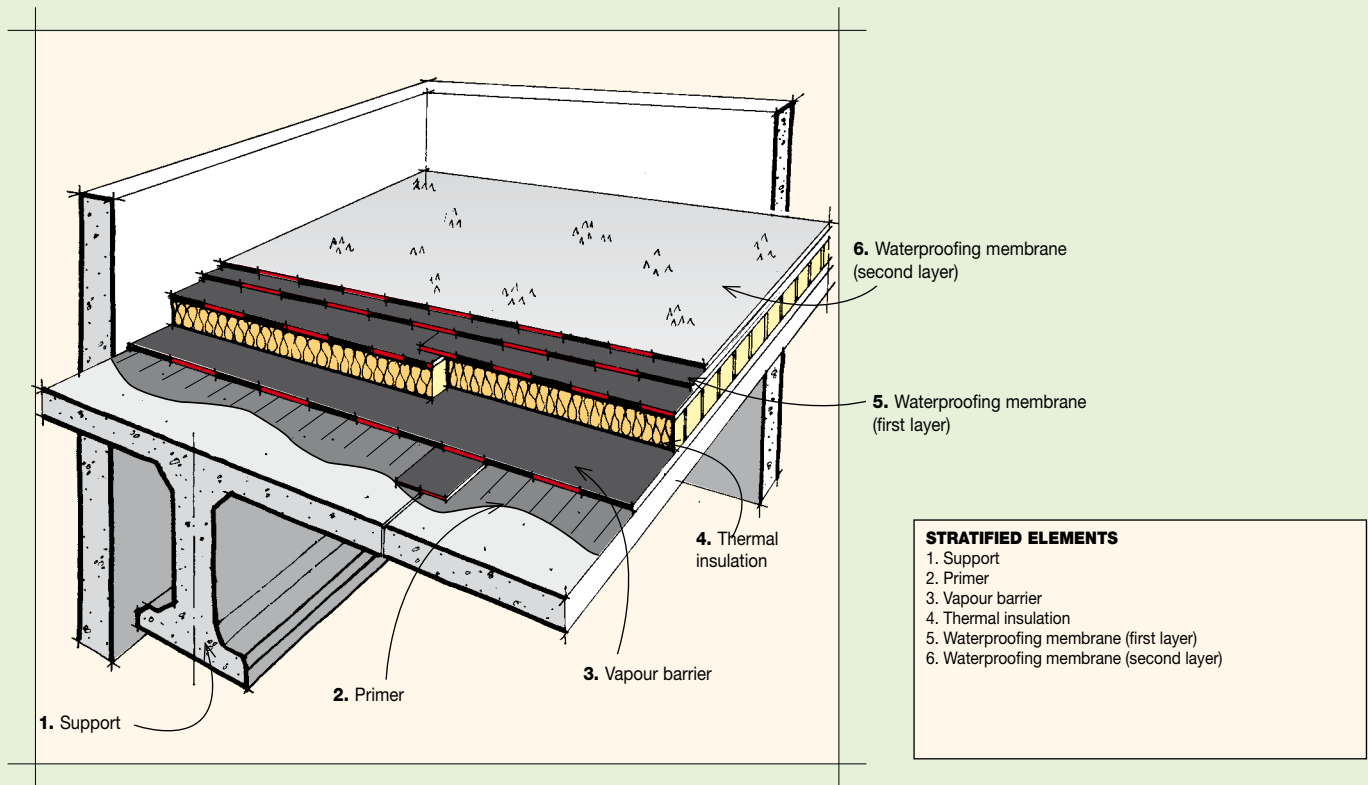 6. Waterproofing membrane
(second layer)
5. Waterproofing membrane
(first layer)
4. Thermal
insulation
3. Vapour barrier
2. Primer
1. Support
STRATIFIED ELEMENTS
1. Support
2. Primer
3. Vapour barrier
4. Thermal insulation
5. Waterproofing membrane (first layer)
6. Waterproofing membrane (second layer)